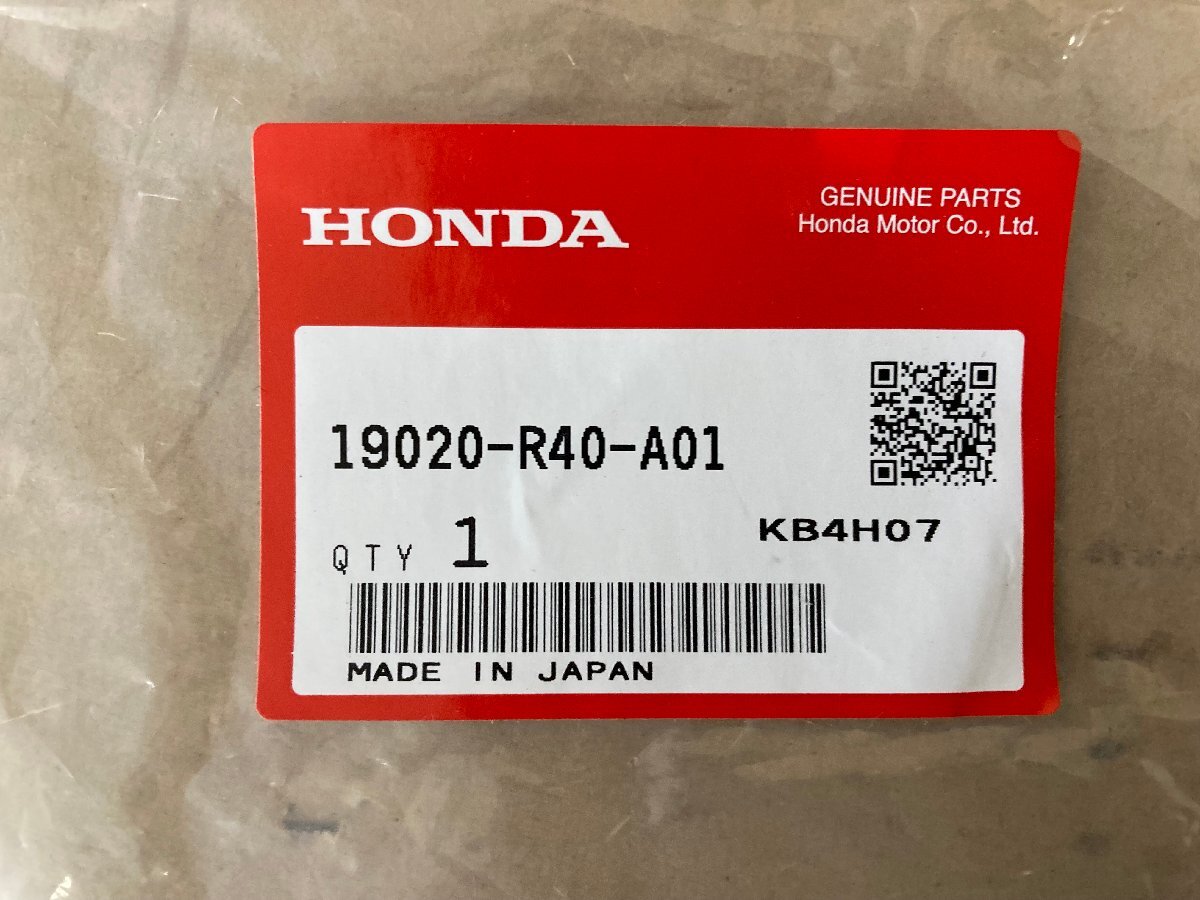 HONDA
GENUINE PARTS
Honda Motor Co., Ltd.
19020-R40-A01
QTY 1
KB4H07
MADE IN JAPAN